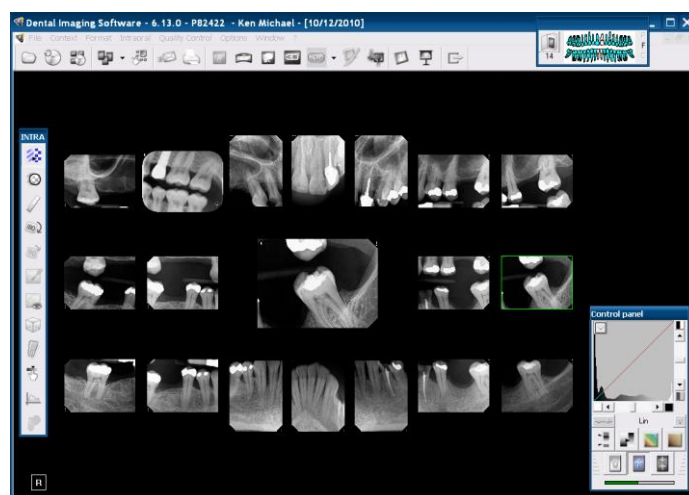 Dental Imaging Software - 6.13.0 - PB2422 - Ken Michael - [10/12/2010]
File Context Format Intraoral Quality Control Options Window ?
14
F
INTRA
Control panel
Lin
R